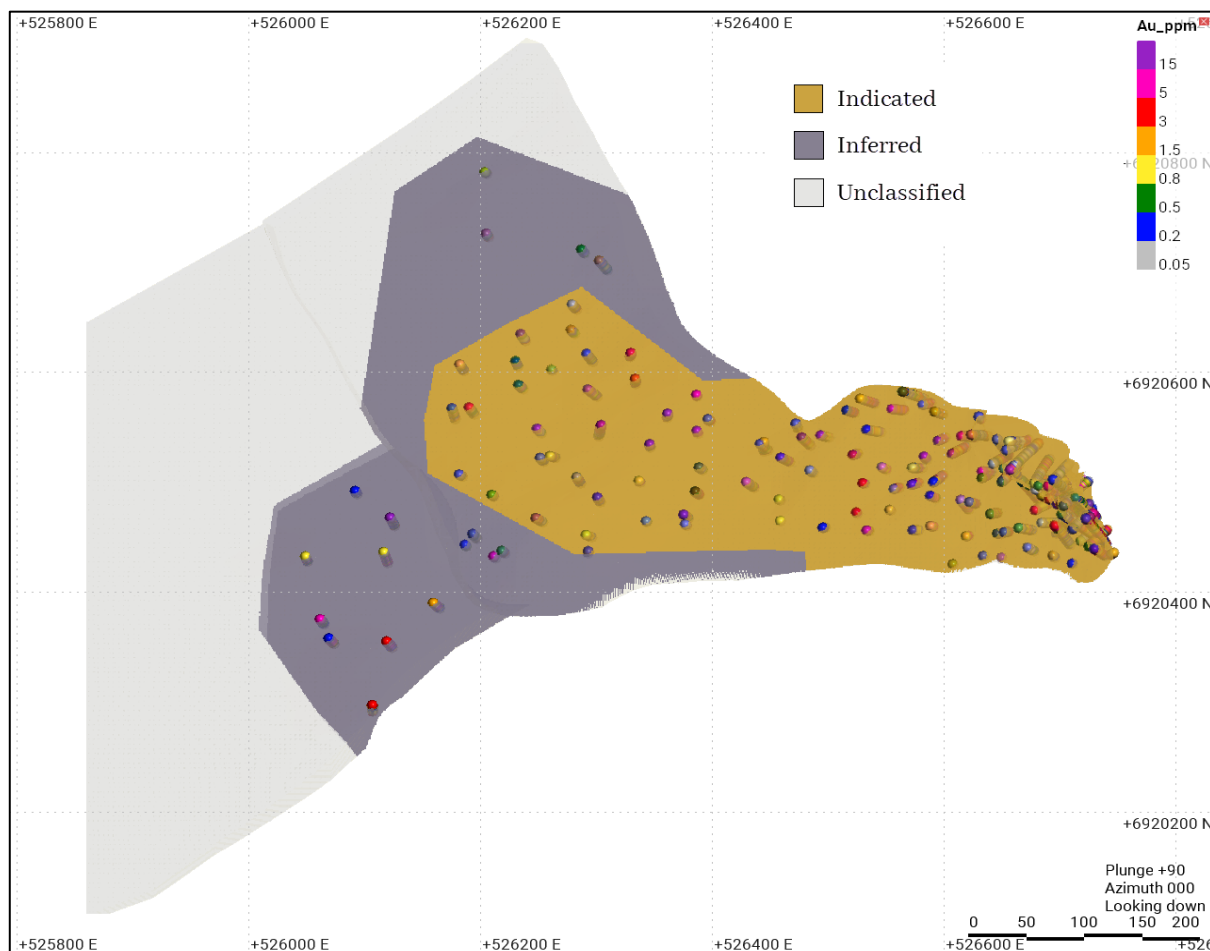 +525800 E
+526000 E
+526200 E
+526400 E
+526600 E
Au_ppm
15
5
3
1.5
0.8
0.5
0.2
0.05
Indicated
Inferred
Unclassified
+6920800 N
+6920600 N
+6920400 N
+6920200 N
Plunge +90
Azimuth 000
Looking down
0 50 100 150 200
+525800 E
+526000 E
+526200 E
+526400 E
+526600 E